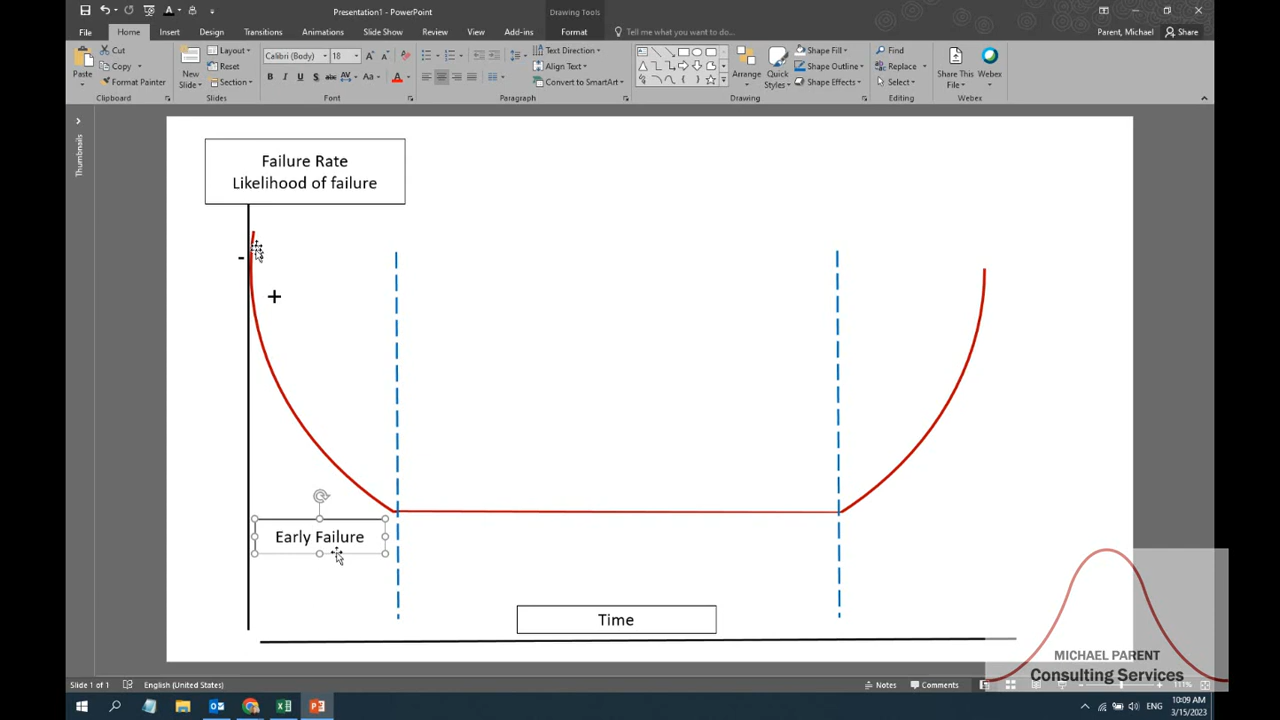 Presentation1 - PowerPoint
Drawing Tools
Parent, Michael
Share
File
Home
Insert
Design
Transitions
Animations
Slide Show
Review
View
Add-ins
Format
Tell me what you want to do...
Paste
Cut
Copy
Format Painter
Clipboard
New
Slide
Layout
Reset
Section
Slides
Calibri (Body)
18
B I U S abc AV Aa A
Font
Text Direction
Align Text
Convert to SmartArt
Paragraph
Arrange
Quick
Styles
Shape Fill
Shape Outline
Shape Effects
Drawing
Find
Replace
Select
Editing
Share This
File
Webex
Webex
Thumbnails
Failure Rate
Likelihood of failure
-
+
Early Failure
Time
MICHAEL PARENT
Consulting Services
Slide 1 of 1
English (United States)
Notes
Comments
111%
ENG
10:09 AM
3/15/2023